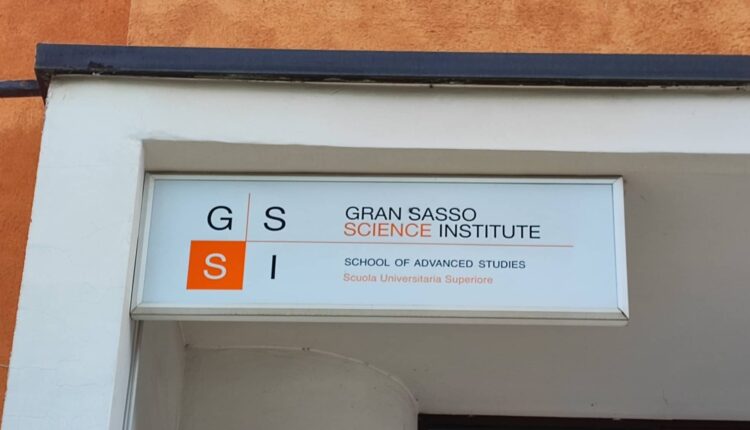 G S
S I
GRAN SASSO
SCIENCE INSTITUTE
SCHOOL OF ADVANCED STUDIES
Scuola Universitaria Superiore